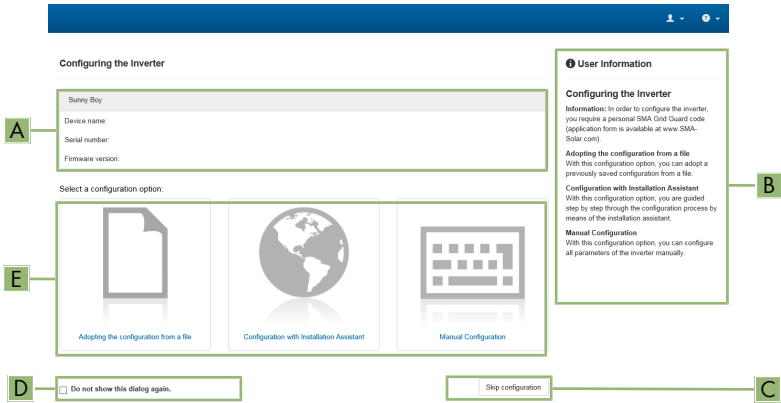 Configuring the Inverter
A
Sunny Boy
Device name:
Serial number:
Firmware version:
Select a configuration option:
E
Adopting the configuration from a file
Configuration with Installation Assistant
Manual Configuration
D
Do not show this dialog again.
Skip configuration
C
User Information
Configuring the Inverter
Information: In order to configure the inverter,
you require a personal SMA Grid Guard code
(application form is available at www.SMA-
Solar.com).
Adopting the configuration from a file
With this configuration option, you can adopt a
previously saved configuration from a file.
Configuration with Installation Assistant
With this configuration option, you are guided
step by step through the configuration process by
means of the installation assistant.
Manual Configuration
With this configuration option, you can configure
all parameters of the inverter manually.
B